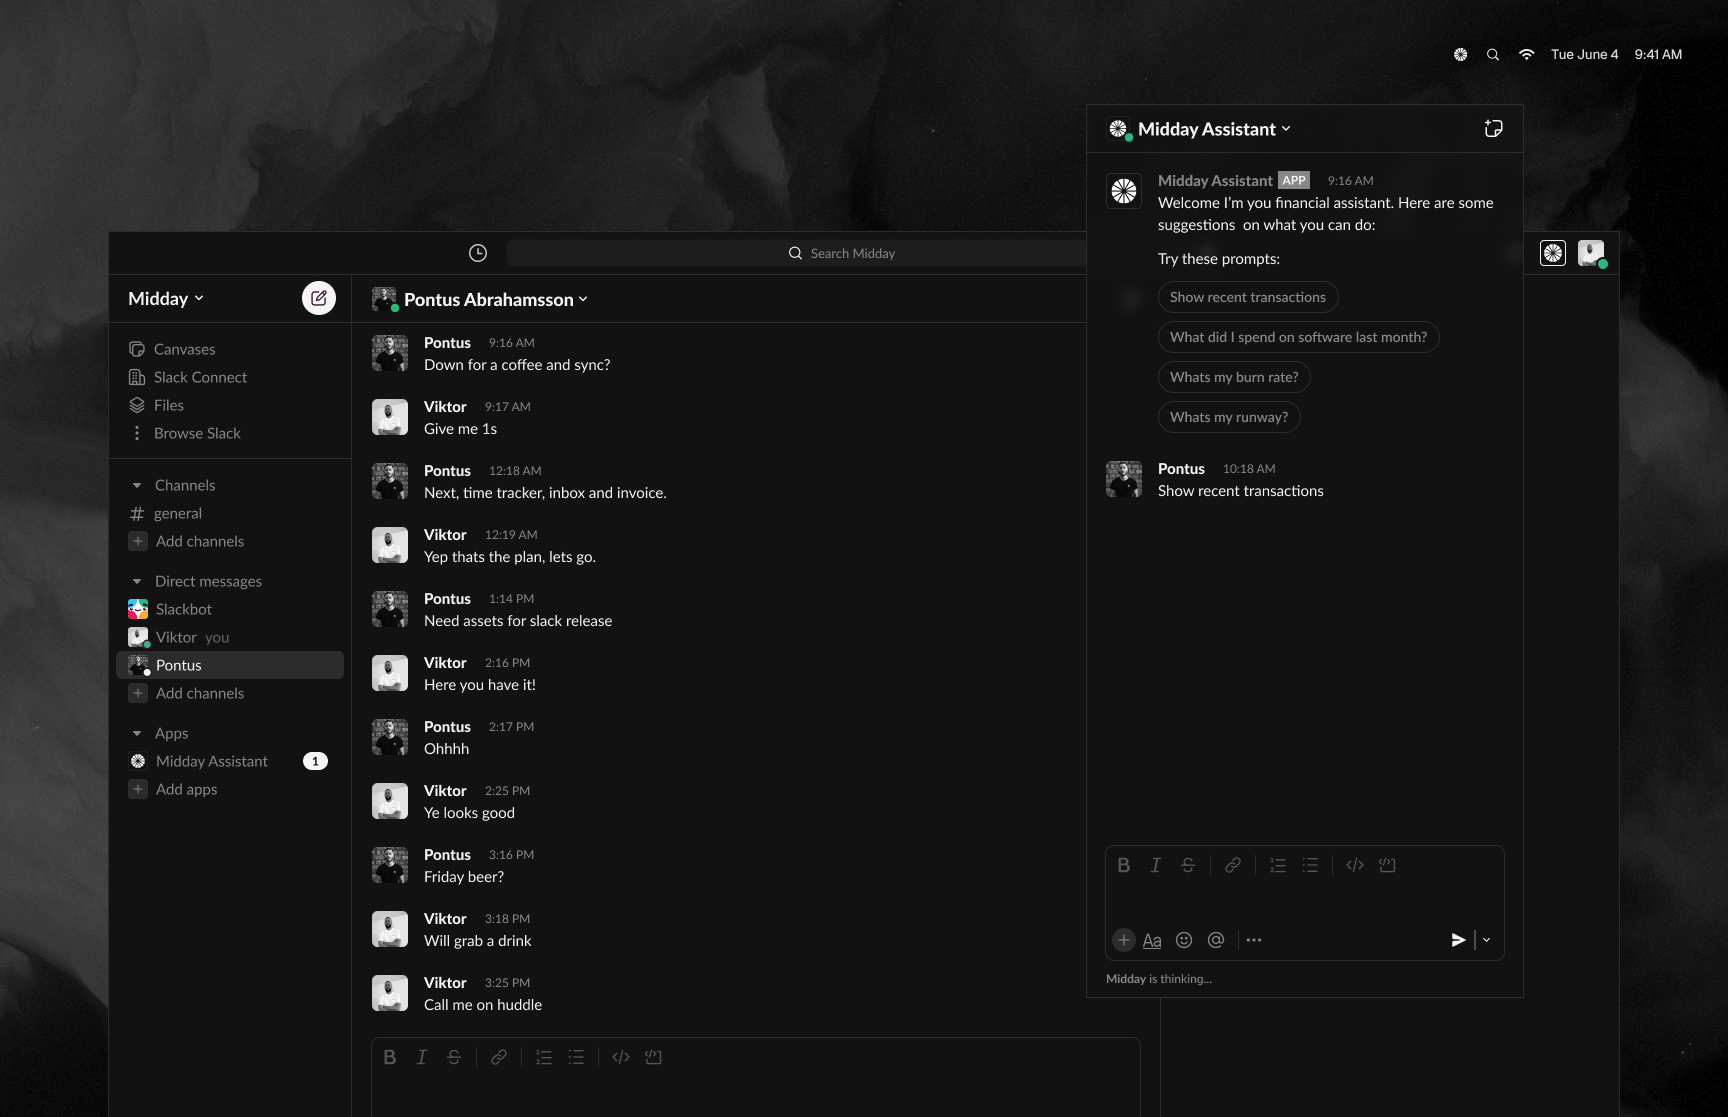 Tue June 4 9:41 AM
Midday Assistant
Midday Assistant APP 9:16 AM
Welcome I'm you financial assistant. Here are some
suggestions on what you can do:
Try these prompts:
Show recent transactions
What did I spend on software last month?
Whats my burn rate?
Whats my runway?
Pontus 10:18 AM
Show recent transactions
B I S
Aa
Midday is thinking...
Search Midday
Midday
Canvases
Slack Connect
Files
Browse Slack
Channels
# general
+ Add channels
Direct messages
Slackbot
Viktor you
Pontus
+ Add channels
Apps
Midday Assistant 1
+ Add apps
Pontus Abrahamsson
Pontus 9:16 AM
Down for a coffee and sync?
Viktor 9:17 AM
Give me 1s
Pontus 12:18 AM
Next, time tracker, inbox and invoice.
Viktor 12:19 AM
Yep thats the plan, lets go.
Pontus 1:14 PM
Need assets for slack release
Viktor 2:16 PM
Here you have it!
Pontus 2:17 PM
Ohhhh
Viktor 2:25 PM
Ye looks good
Pontus 3:16 PM
Friday beer?
Viktor 3:18 PM
Will grab a drink
Viktor 3:25 PM
Call me on huddle
B I S